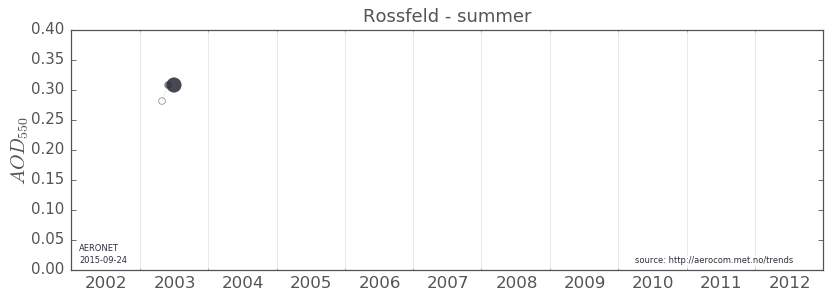 Rossfeld - summer
0.40
0.35
0.30
0.25
0.20
0.15
0.10
0.05
0.00
AOD550
AERONET
2015-09-24
source: http://aerocom.met.no/trends
2002 2003 2004 2005 2006 2007 2008 2009 2010 2011 2012